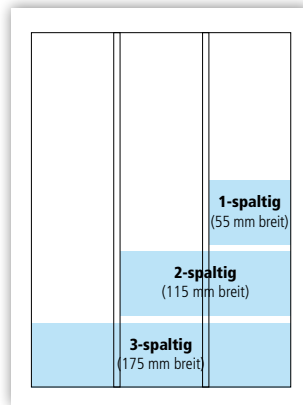 1-spaltig
(55 mm breit)
2-spaltig
(115 mm breit)
3-spaltig
(175 mm breit)